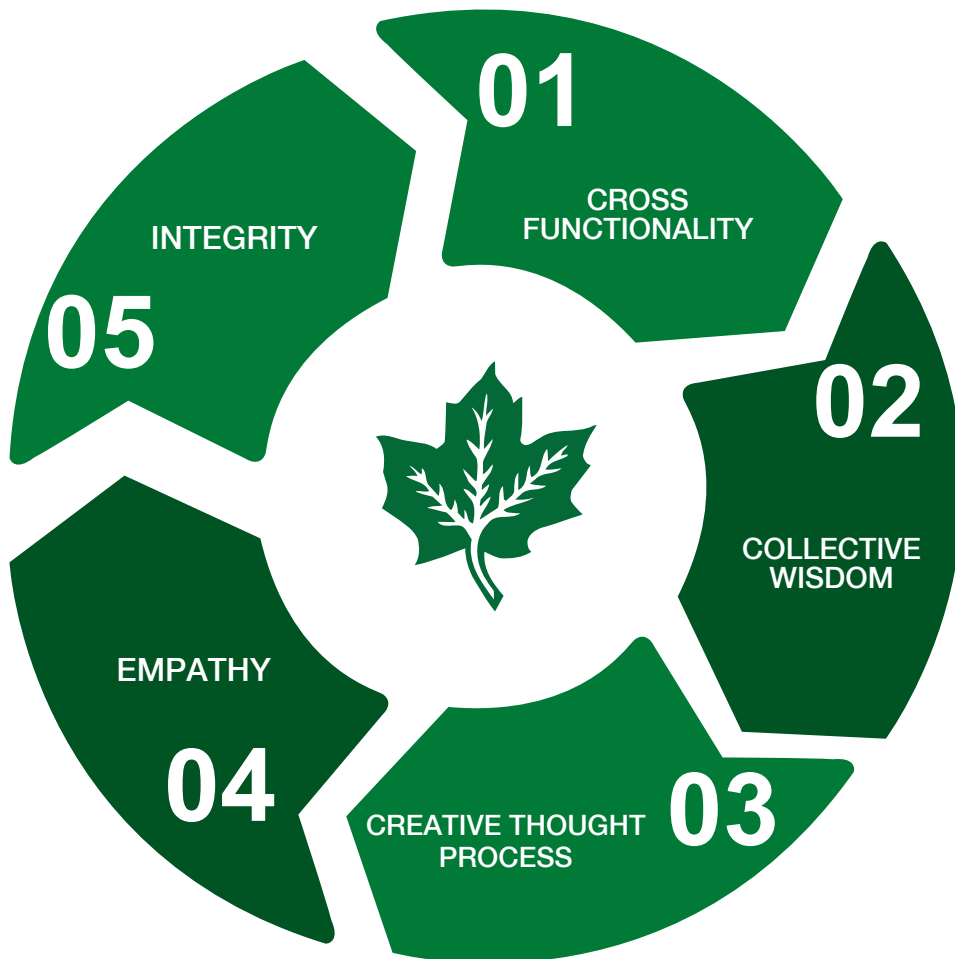 01
CROSS
FUNCTIONALITY
02
COLLECTIVE
WISDOM
03
CREATIVE THOUGHT
PROCESS
04
EMPATHY
05
INTEGRITY